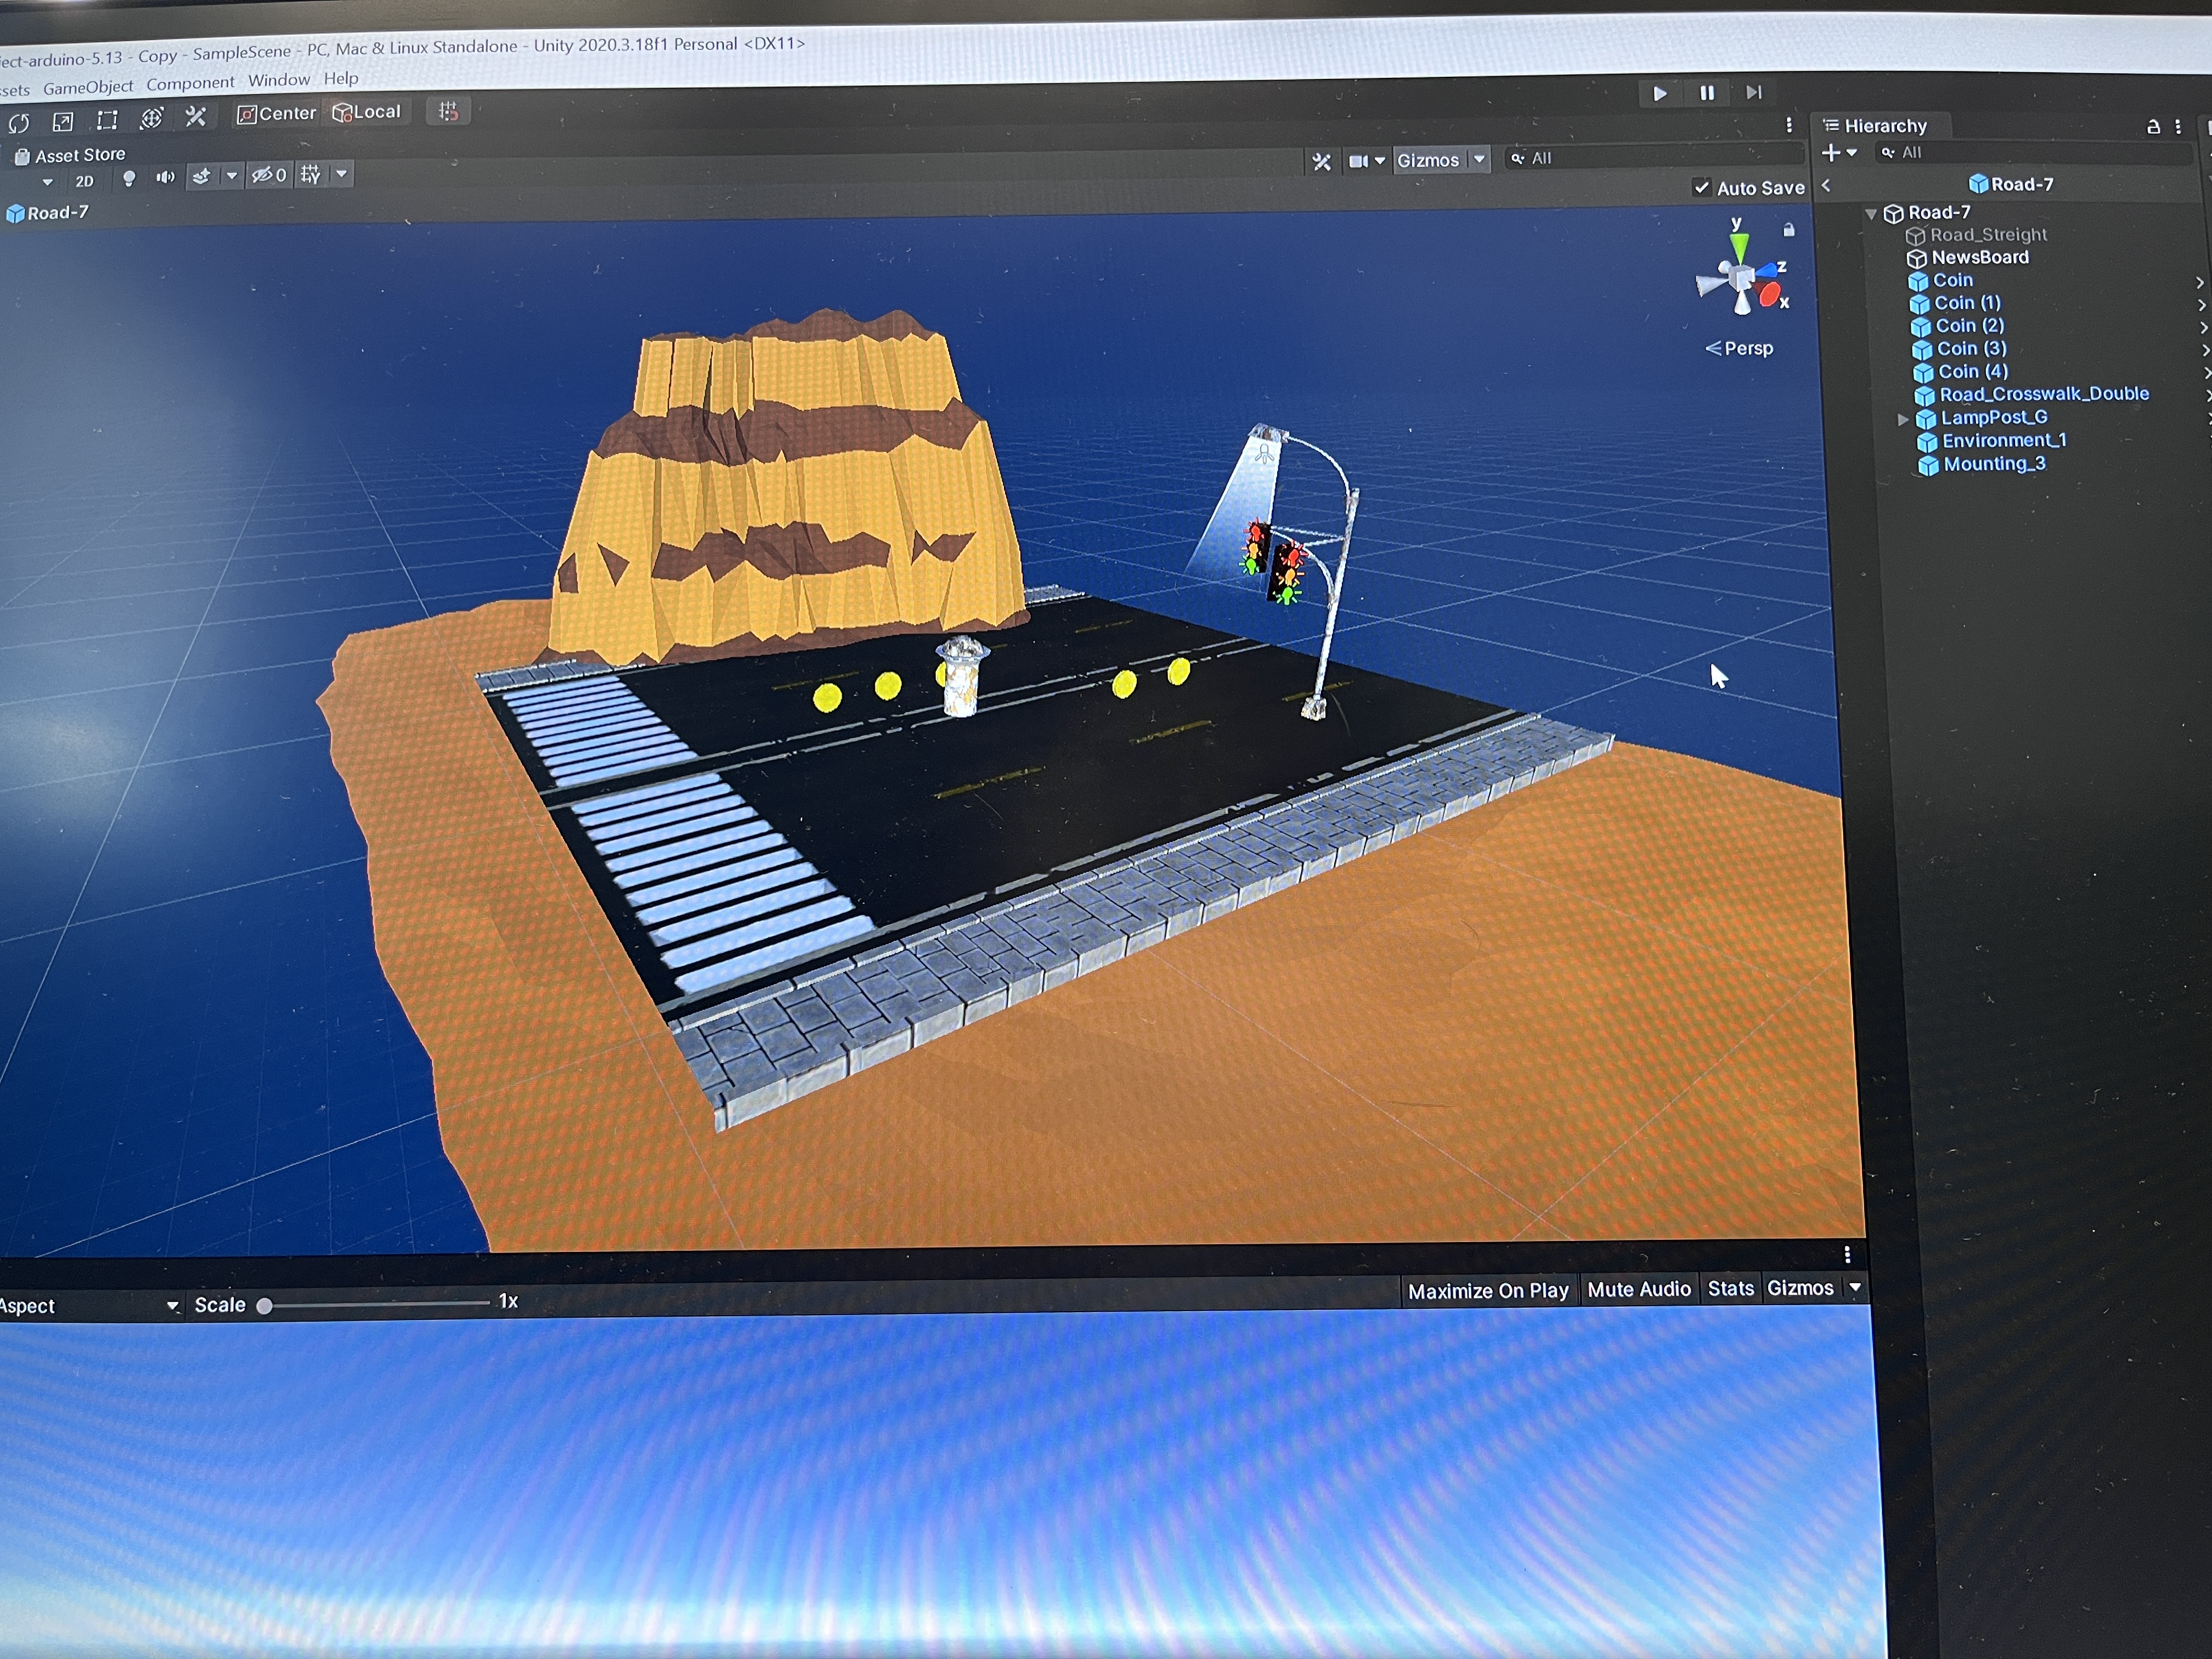 ect-arduino-5.13 - Copy - SampleScene - PC, Mac & Linux Standalone - Unity 2020.3.18f1 Personal <DX11>
ssets GameObject Component Window Help
Center Local
Asset Store
2D 0
Gizmos All
Auto Save
Road-7
y
z
x
Persp
Hierarchy
All
Road-7
Road-7
Road_Streight
NewsBoard
Coin
Coin (1)
Coin (2)
Coin (3)
Coin (4)
Road_Crosswalk_Double
LampPost_G
Environment_1
Mounting_3
Aspect Scale 1x Maximize On Play Mute Audio Stats Gizmos